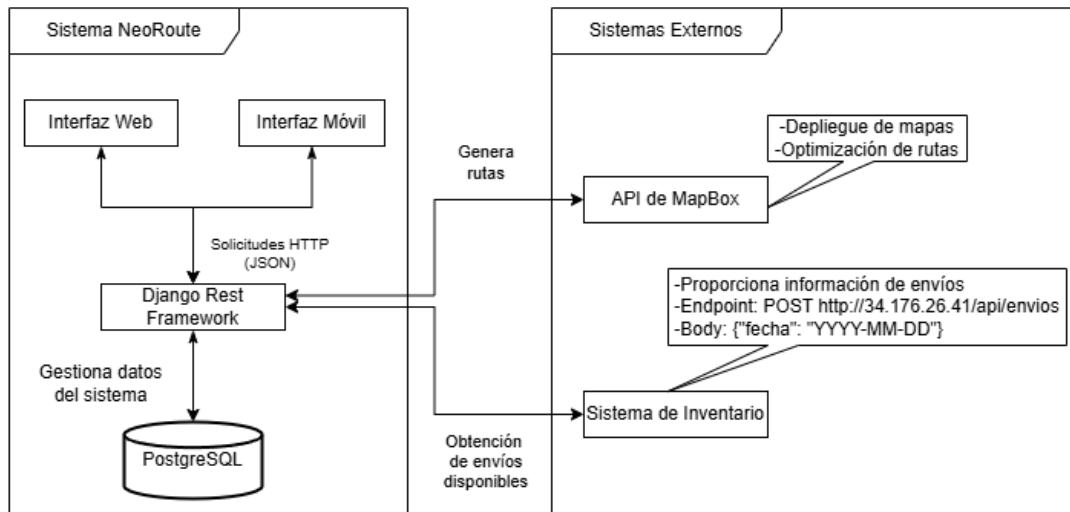 Sistema NeoRoute
Interfaz Web
Interfaz Móvil
Solicitudes HTTP
(JSON)
Django Rest
Framework
Gestiona datos
del sistema
PostgreSQL
Genera
rutas
Obtención
de envíos
disponibles
Sistemas Externos
-Depliegue de mapas
-Optimización de rutas
API de MapBox
-Proporciona información de envíos
-Endpoint: POST http://34.176.26.41/api/envios
-Body: {"fecha": "YYYY-MM-DD"}
Sistema de Inventario